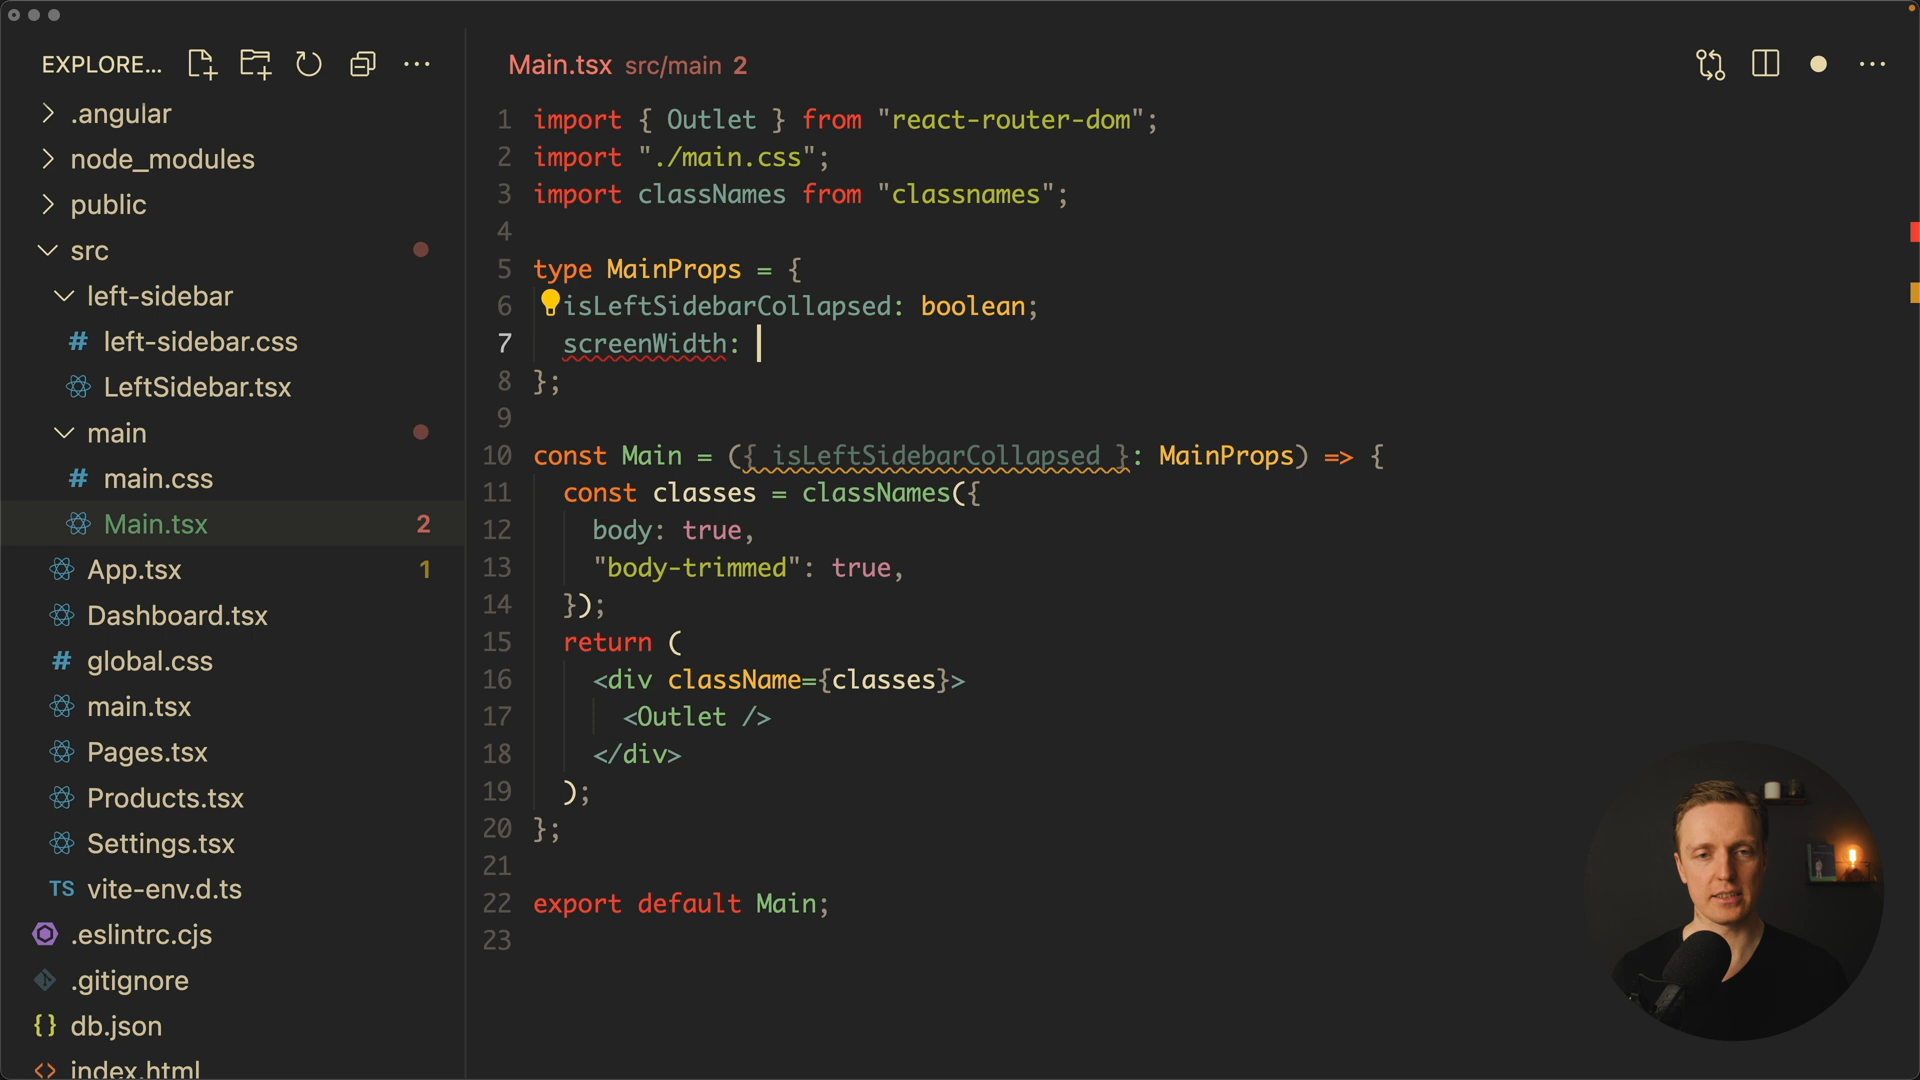 EXPLORE...
.angular
node_modules
public
src
left-sidebar
# left-sidebar.css
LeftSidebar.tsx
main
# main.css
Main.tsx 2
App.tsx 1
Dashboard.tsx
# global.css
main.tsx
Pages.tsx
Products.tsx
Settings.tsx
TS vite-env.d.ts
.eslintrc.cjs
.gitignore
{} db.json
<> index.html
Main.tsx src/main 2
1 import { Outlet } from "react-router-dom";
2 import "./main.css";
3 import classNames from "classnames";
4
5 type MainProps = {
6 isLeftSidebarCollapsed: boolean;
7 screenWidth:
8 };
9
10 const Main = ({ isLeftSidebarCollapsed }: MainProps) => {
11 const classes = classNames({
12 body: true,
13 "body-trimmed": true,
14 });
15 return (
16 <div className={classes}>
17 <Outlet />
18 </div>
19 );
20 };
21
22 export default Main;
23